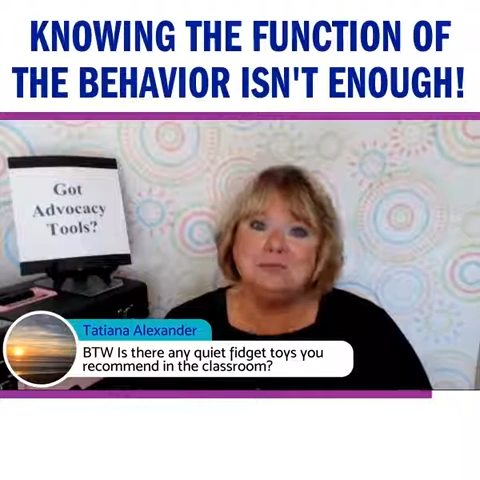 KNOWING THE FUNCTION OF
THE BEHAVIOR ISN'T ENOUGH!
Got
Advocacy
Tools?
Tatiana Alexander
BTW Is there any quiet fidget toys you
recommend in the classroom?